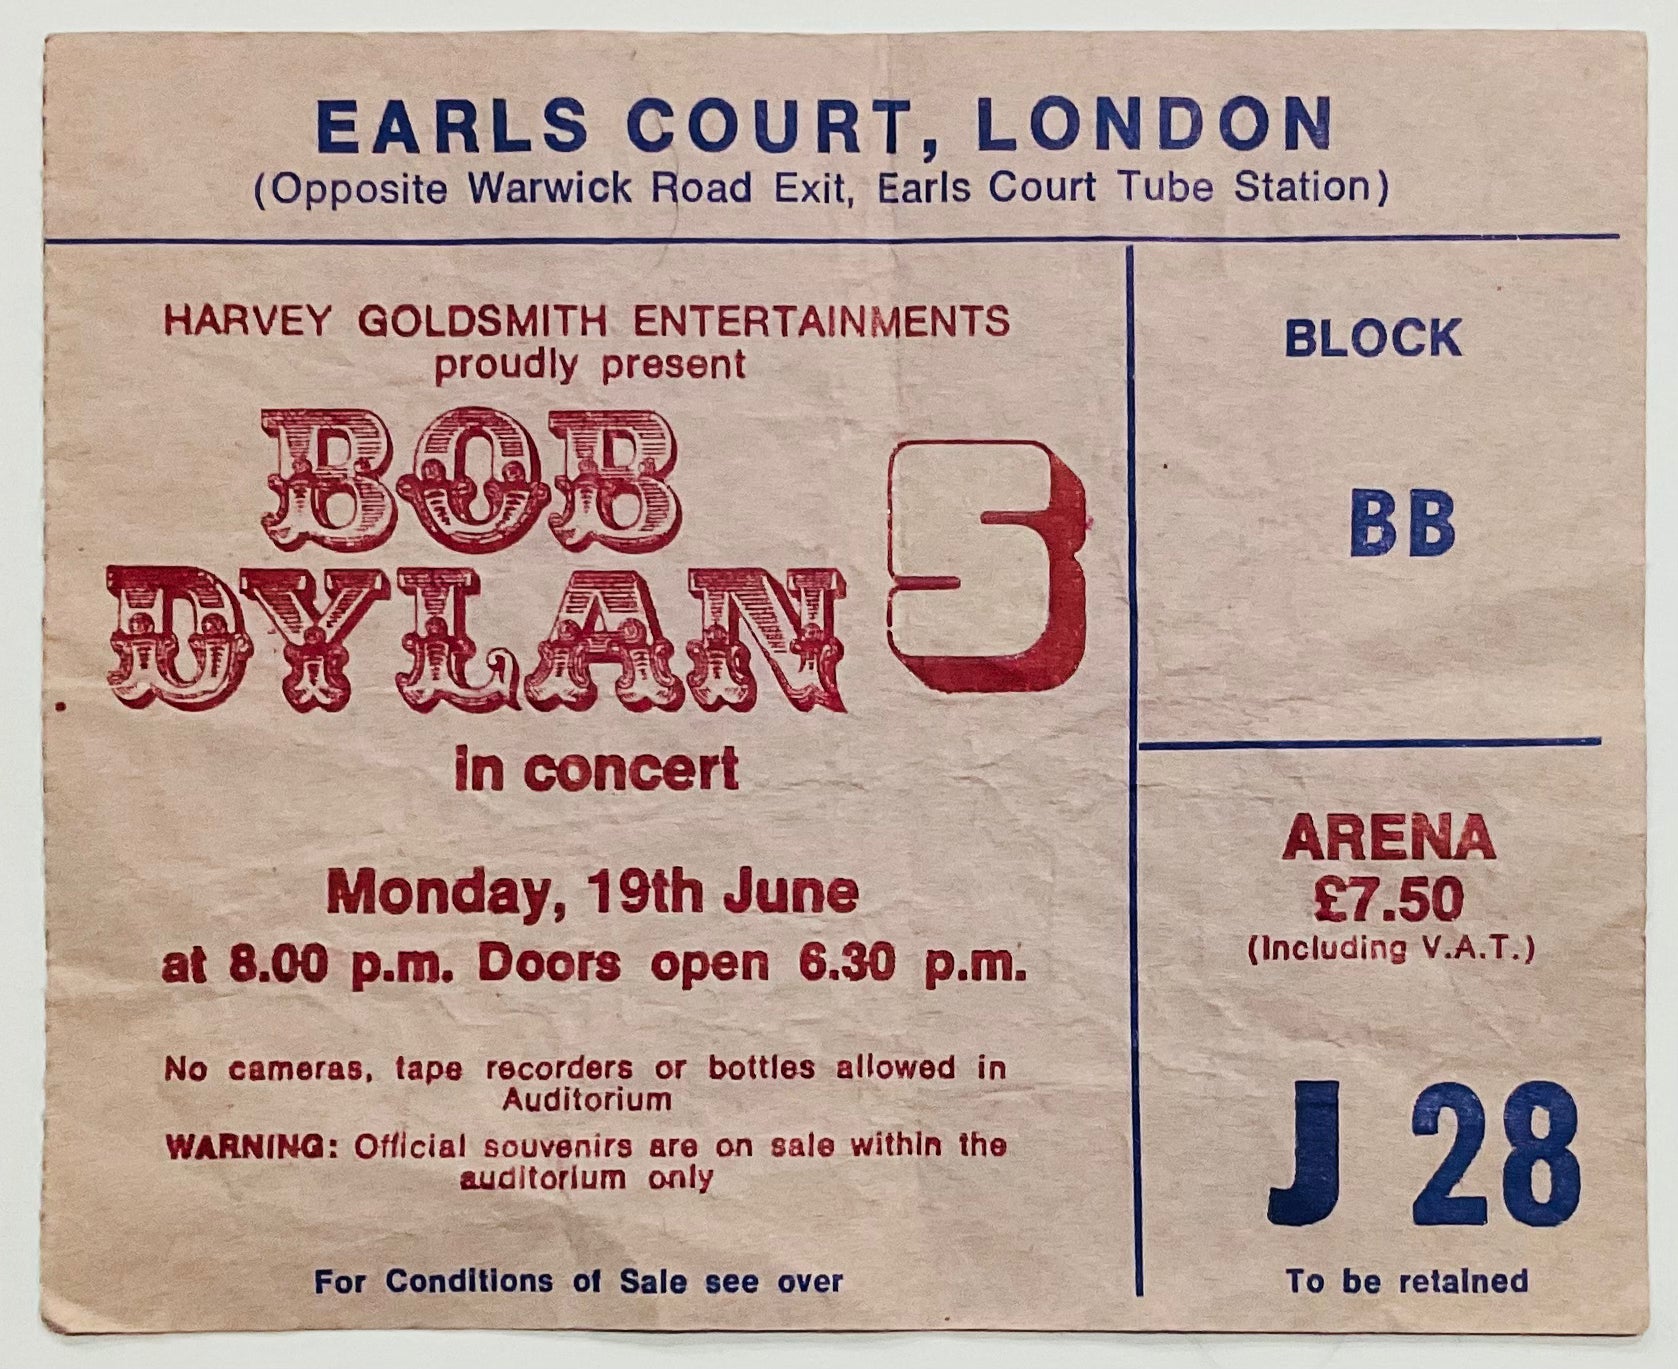 EARLS COURT, LONDON
(Opposite Warwick Road Exit, Earls Court Tube Station)
HARVEY GOLDSMITH ENTERTAINMENTS
proudly present
BOB
DYLAN
5
in concert
Monday, 19th June
at 8.00 p.m. Doors open 6.30 p.m.
No cameras, tape recorders or bottles allowed in
Auditorium
WARNING: Official souvenirs are on sale within the
auditorium only
For Conditions of Sale see over
BLOCK
BB
ARENA
£7.50
(Including V.A.T.)
J 28
To be retained